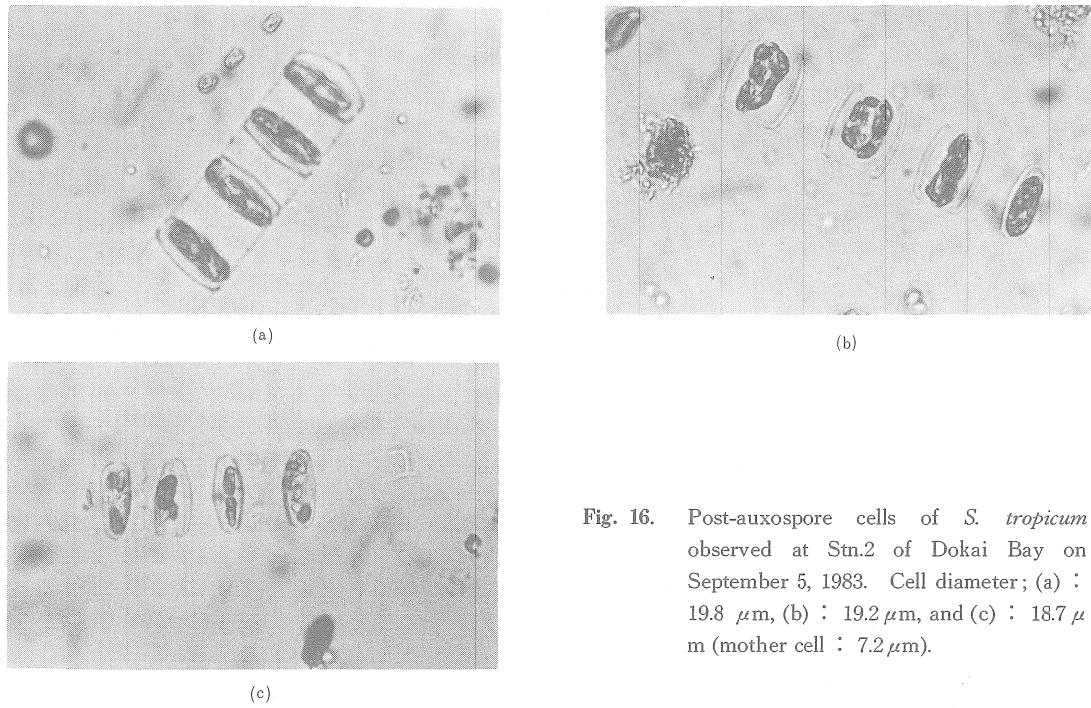 (a)
(b)
(c)
Fig. 16. Post-auxospore cells of S. tropicum
observed at Stn.2 of Dokai Bay on
September 5, 1983. Cell diameter; (a) :
19.8 μm, (b) : 19.2 μm, and (c) : 18.7 μ
m (mother cell : 7.2 μm).